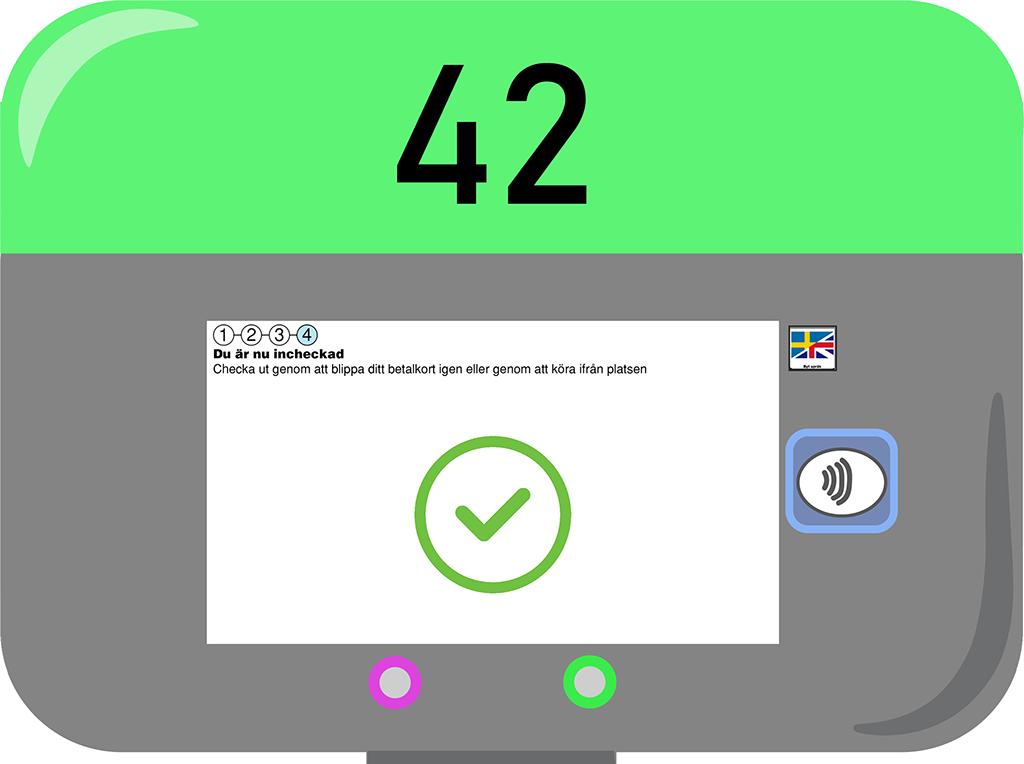 42
1 2 3 4
Du är nu incheckad
Checka ut genom att blippa ditt betalkort igen eller genom att köra ifrån platsen
Byt språk